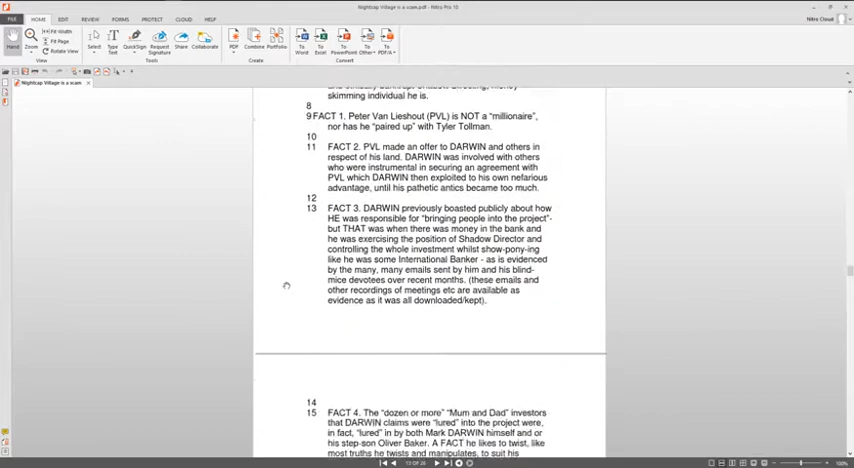 Nightcap Village is a scam.pdf - Nitro Pro 10
FILE HOME EDIT REVIEW FORMS PROTECT CLOUD HELP
Nitro Cloud
Hand Zoom Fit Width Fit Page Rotate View Select Type Text QuickSign Request Signature Share Collaborate PDF Combine Portfolio To Word To Excel To PowerPoint To Other To PDF/A
View Tools Create Convert
Nightcap Village is a scam
skimming individual he is.
8
9 FACT 1. Peter Van Lieshout (PVL) is NOT a “millionaire”,
nor has he “paired up” with Tyler Tollman.
10
11 FACT 2. PVL made an offer to DARWIN and others in
respect of his land. DARWIN was involved with others
who were instrumental in securing an agreement with
PVL which DARWIN then exploited to his own nefarious
advantage, until his pathetic antics became too much.
12
13 FACT 3. DARWIN previously boasted publicly about how
HE was responsible for “bringing people into the project”-
but THAT was when there was money in the bank and
he was exercising the position of Shadow Director and
controlling the whole investment whilst show-pony-ing
like he was some International Banker - as is evidenced
by the many, many emails sent by him and his blind-
mice devotees over recent months. (these emails and
other recordings of meetings etc are available as
evidence as it was all downloaded/kept).
14
15 FACT 4. The “dozen or more” “Mum and Dad” investors
that DARWIN claims were “lured” into the project were,
in fact, “lured” in by both Mark DARWIN himself and or
his step-son Oliver Baker. A FACT he likes to twist, like
most truths he twists and manipulates, to suit his
100%